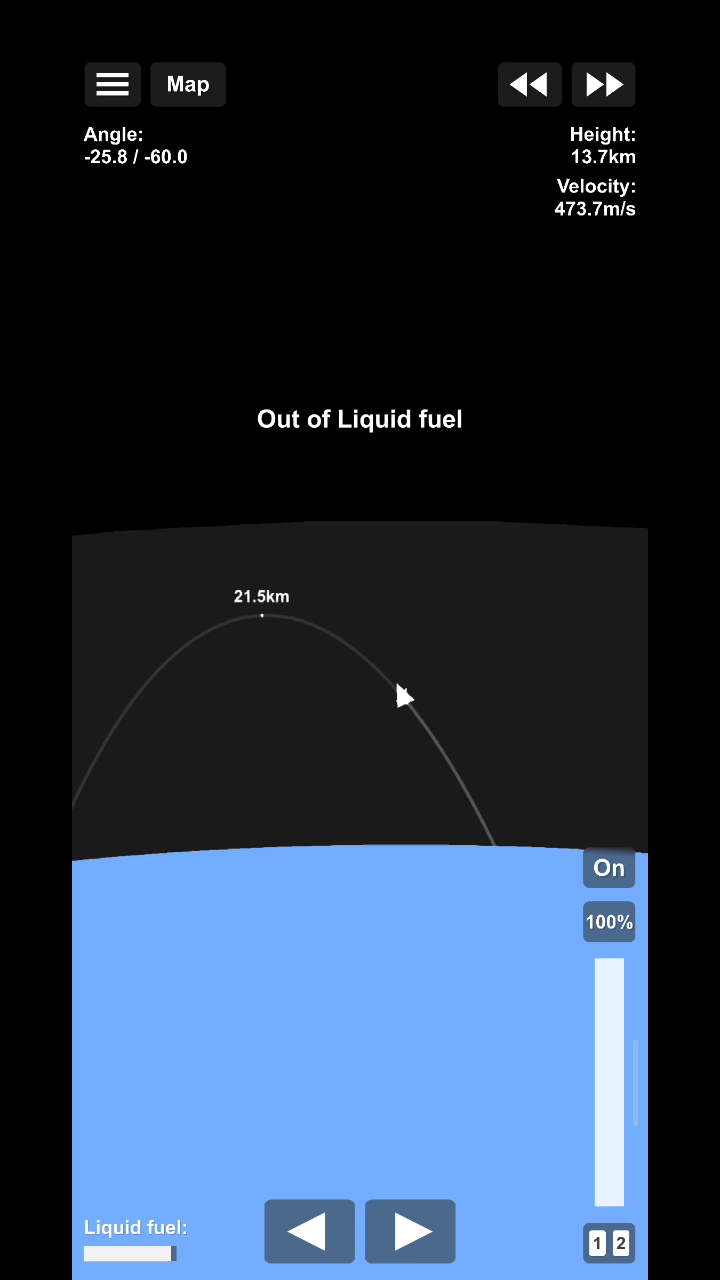 Map
Angle:
-25.8 / -60.0
Height:
13.7km
Velocity:
473.7m/s
Out of Liquid fuel
21.5km
On
100%
Liquid fuel:
1 2